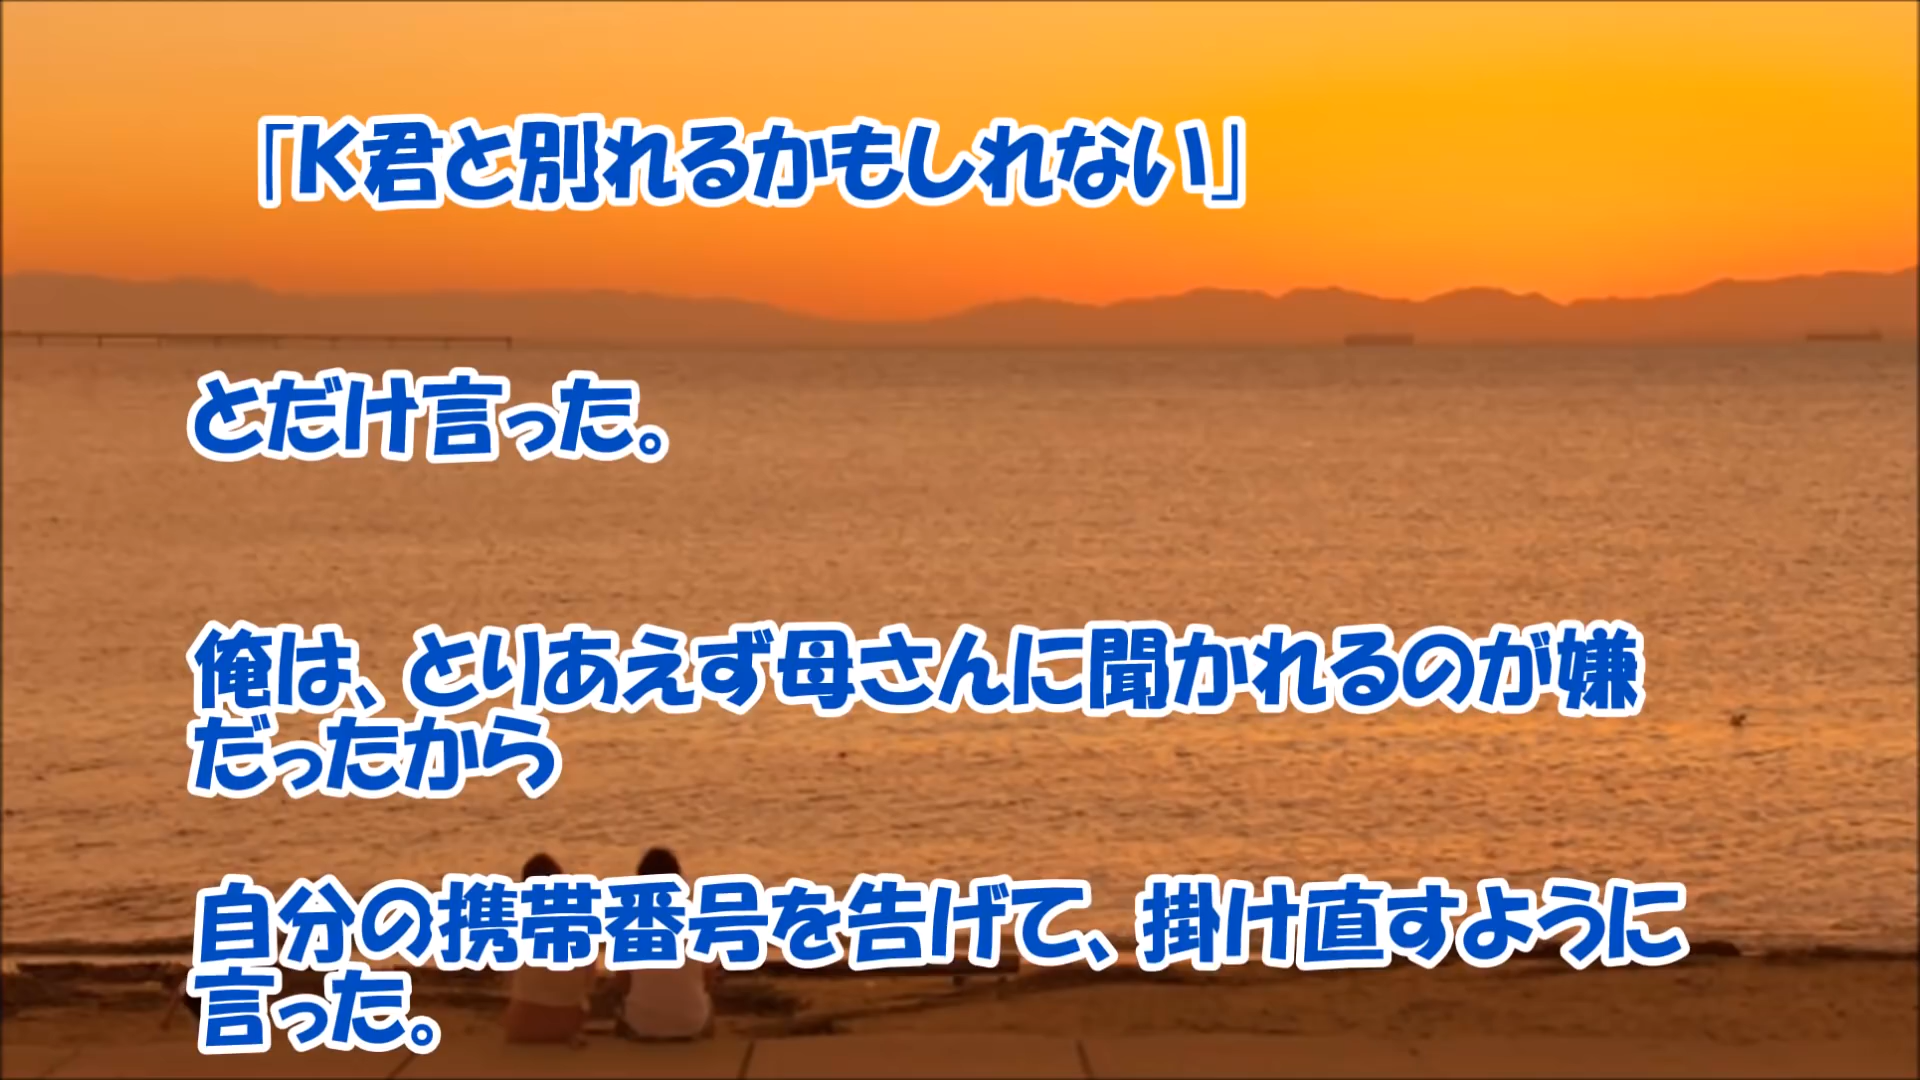 『K君と別れるかもしれない』
とだけ言った。
俺は、とりあえず母さんに聞かれるのが嫌
だったから
自分の携帯番号を告げて、掛け直すように
言った。